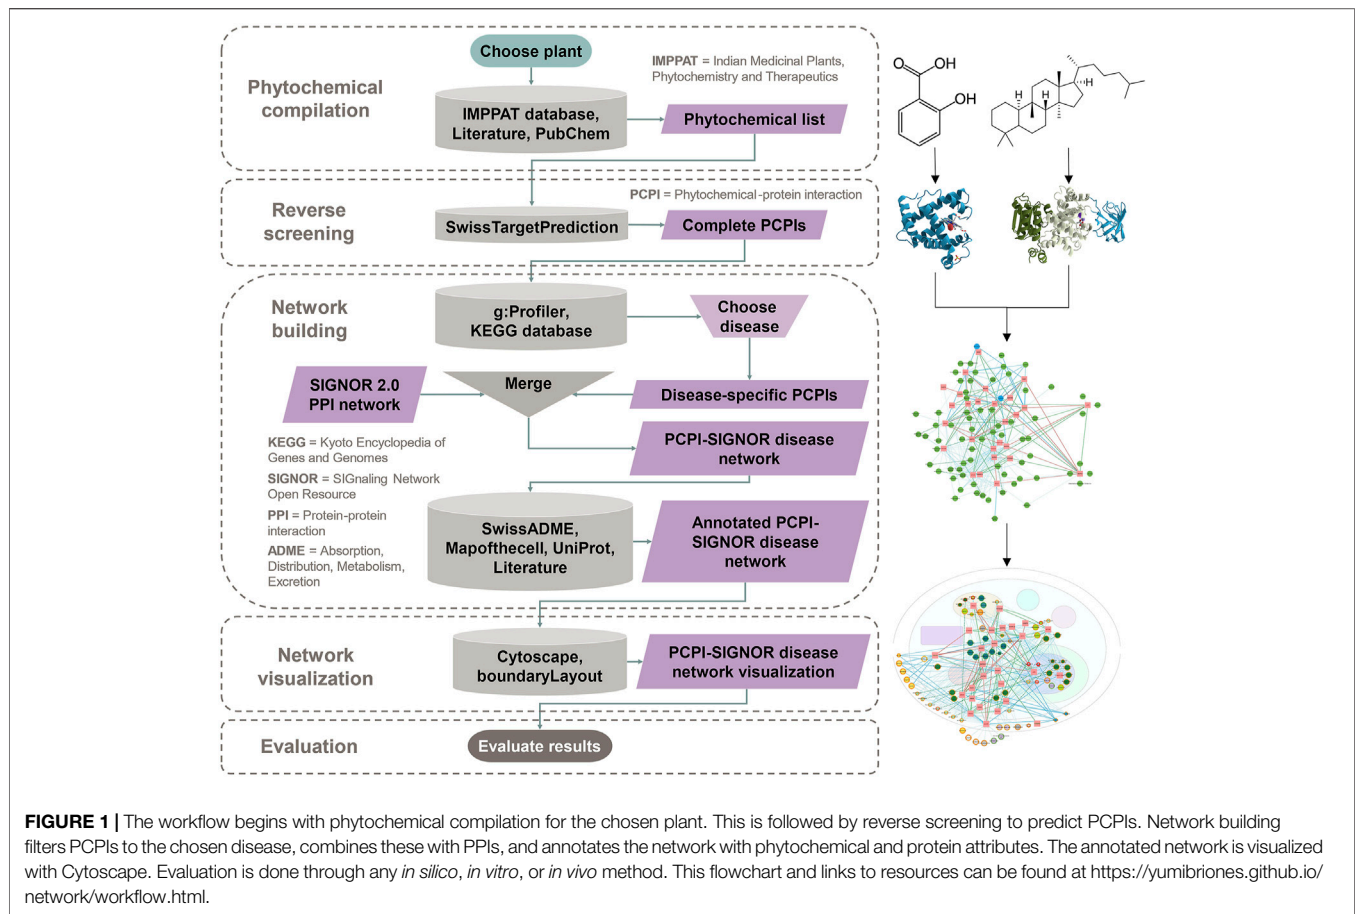 Phytochemical
compilation
Choose plant
IMPPAT = Indian Medicinal Plants,
Phytochemistry and Therapeutics
IMPPAT database,
Literature, PubChem
Phytochemical list
Reverse
screening
PCPI = Phytochemical-protein interaction
SwissTargetPrediction
Complete PCPIs
Network
building
g:Profiler,
KEGG database
Choose
disease
SIGNOR 2.0
PPI network
Merge
Disease-specific PCPIs
KEGG = Kyoto Encyclopedia of
Genes and Genomes
SIGNOR = SIGnaling Network
Open Resource
PPI = Protein-protein
interaction
ADME = Absorption,
Distribution, Metabolism,
Excretion
PCPI-SIGNOR disease
network
SwissADME,
Mapofthecell, UniProt,
Literature
Annotated PCPI-
SIGNOR disease
network
Network
visualization
Cytoscape,
boundaryLayout
PCPI-SIGNOR disease
network visualization
Evaluation
Evaluate results
O
OH
OH
H
H
H
FIGURE 1 | The workflow begins with phytochemical compilation for the chosen plant. This is followed by reverse screening to predict PCPIs. Network building
filters PCPIs to the chosen disease, combines these with PPIs, and annotates the network with phytochemical and protein attributes. The annotated network is visualized
with Cytoscape. Evaluation is done through any in silico, in vitro, or in vivo method. This flowchart and links to resources can be found at https://yumibriones.github.io/
network/workflow.html.